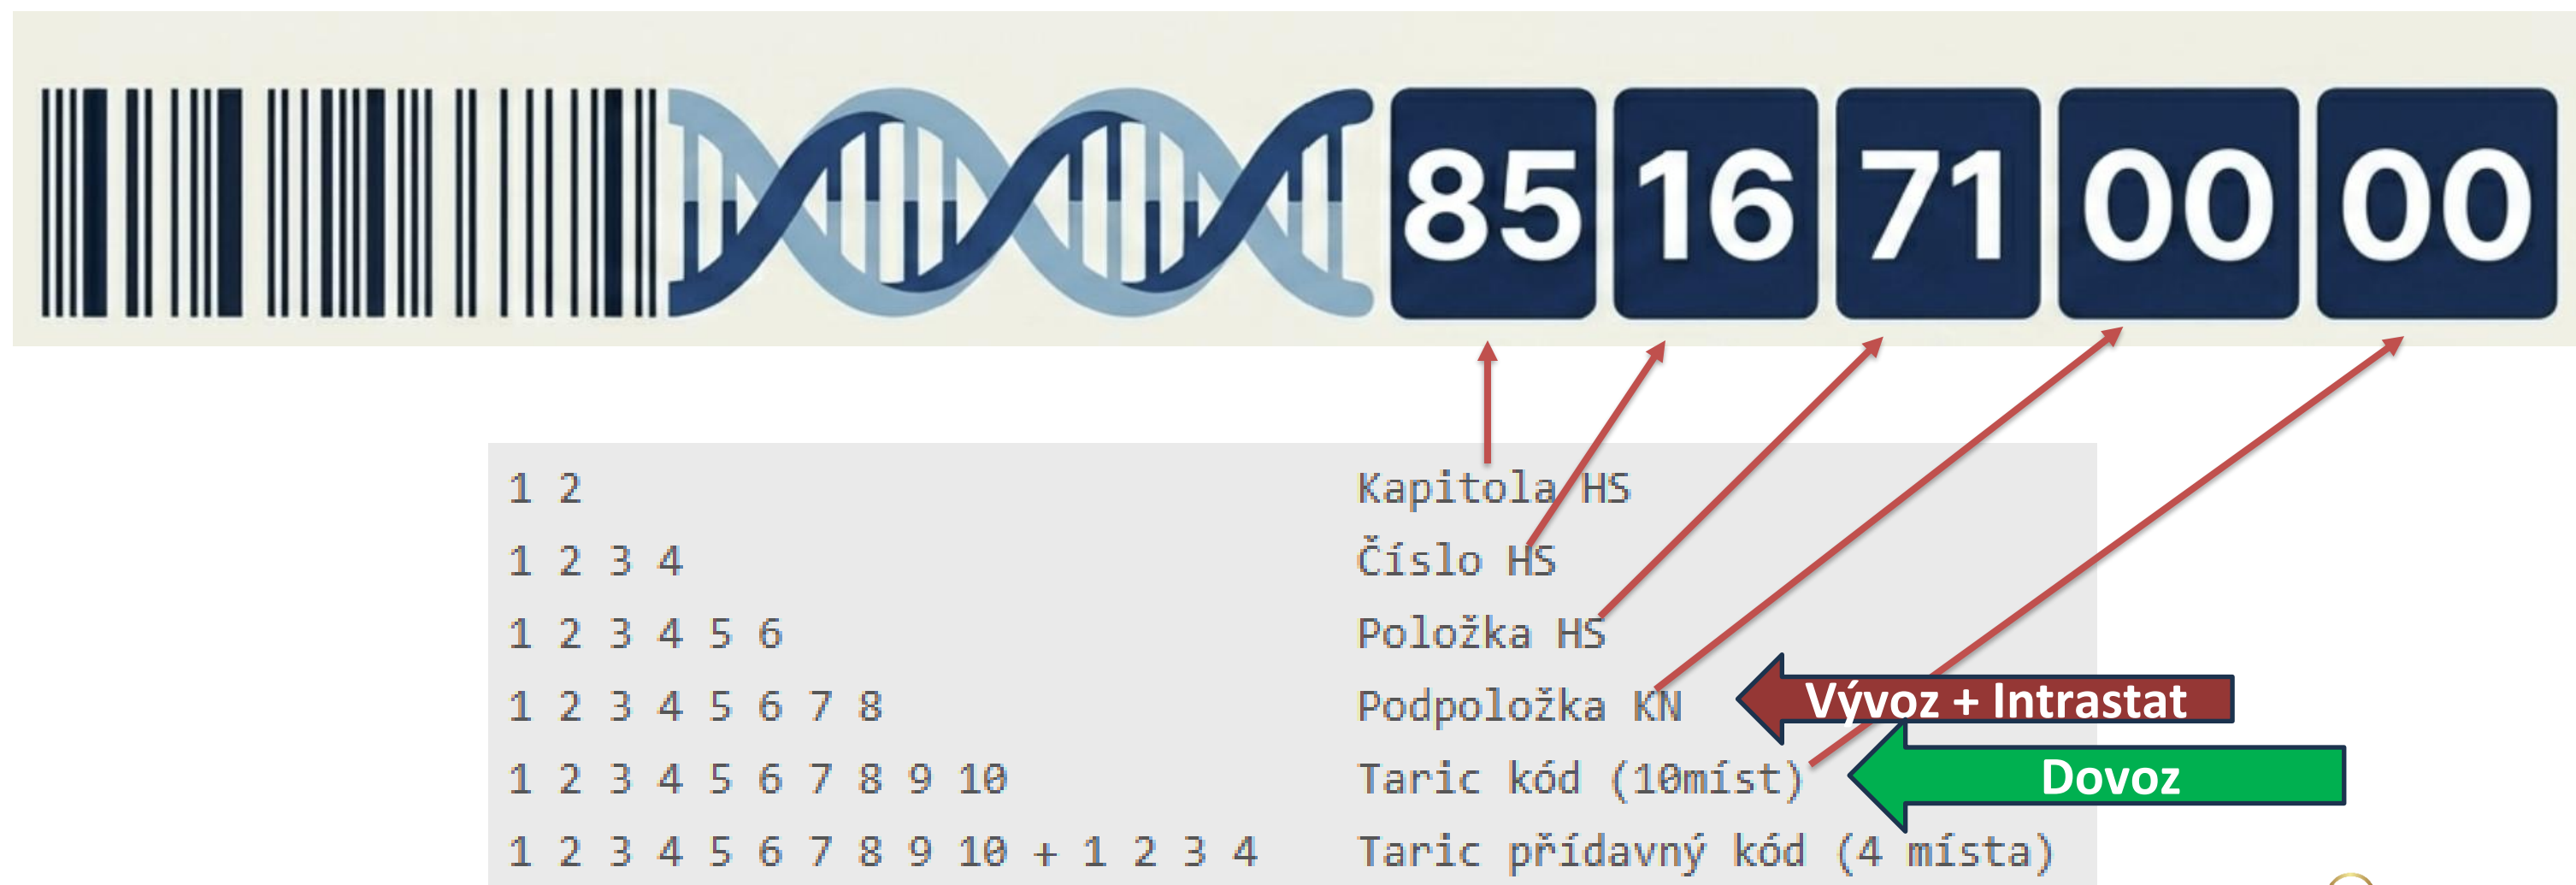 85 16 71 00 00
1 2 Kapitola HS
1 2 3 4 Číslo HS
1 2 3 4 5 6 Položka HS
1 2 3 4 5 6 7 8 Podpoložka KN Vývoz + Intrastat
1 2 3 4 5 6 7 8 9 10 Taric kód (10míst) Dovoz
1 2 3 4 5 6 7 8 9 10 + 1 2 3 4 Taric přídavný kód (4 místa)